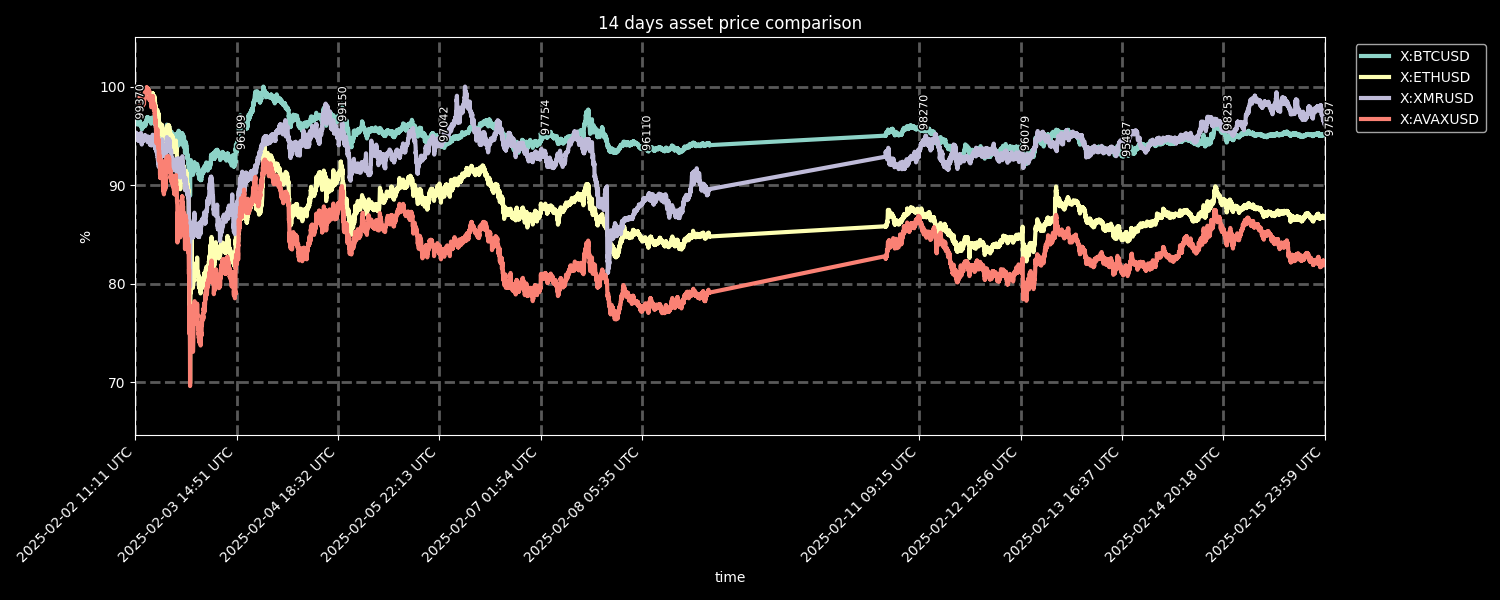 14 days asset price comparison
X:BTCUSD
X:ETHUSD
X:XMRUSD
X:AVAXUSD
100
90
80
70
%
99370
96199
99150
97042
97754
96110
98270
96079
95487
98253
97597
2025-02-02 11:11 UTC
2025-02-03 14:51 UTC
2025-02-04 18:32 UTC
2025-02-05 22:13 UTC
2025-02-07 01:54 UTC
2025-02-08 05:35 UTC
2025-02-11 09:15 UTC
2025-02-12 12:56 UTC
2025-02-13 16:37 UTC
2025-02-14 20:18 UTC
2025-02-15 23:59 UTC
time